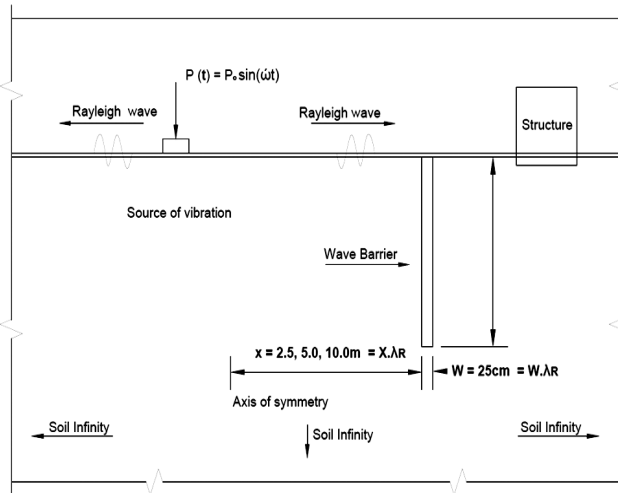 P (t) = Pₒsin(ώt)
Rayleigh wave
Rayleigh wave
Structure
Source of vibration
Wave Barrier
x = 2.5, 5.0, 10.0m = X.λR
W = 25cm = W.λR
Axis of symmetry
Soil Infinity
Soil Infinity
Soil Infinity